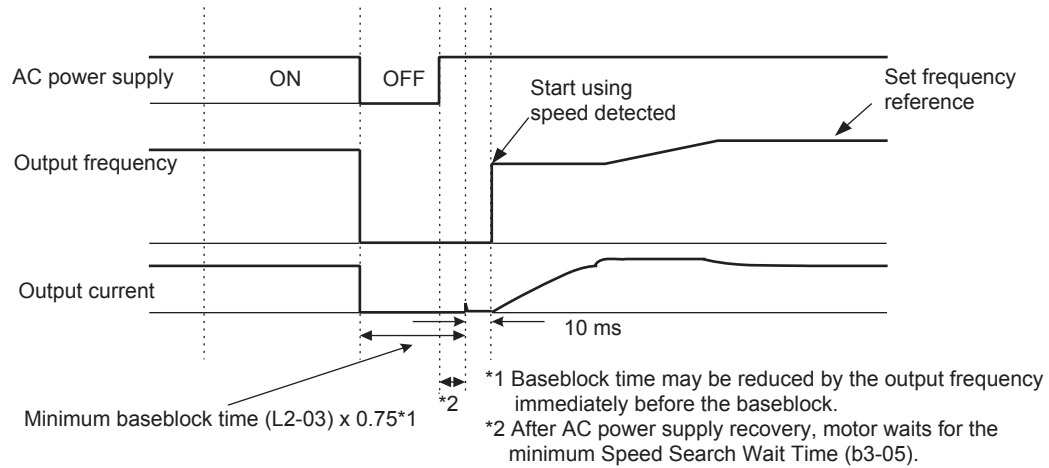 AC power supply
ON
OFF
Start using
speed detected
Set frequency
reference
Output frequency
Output current
10 ms
Minimum baseblock time (L2-03) x 0.75*1
*2
*1 Baseblock time may be reduced by the output frequency
immediately before the baseblock.
*2 After AC power supply recovery, motor waits for the
minimum Speed Search Wait Time (b3-05).